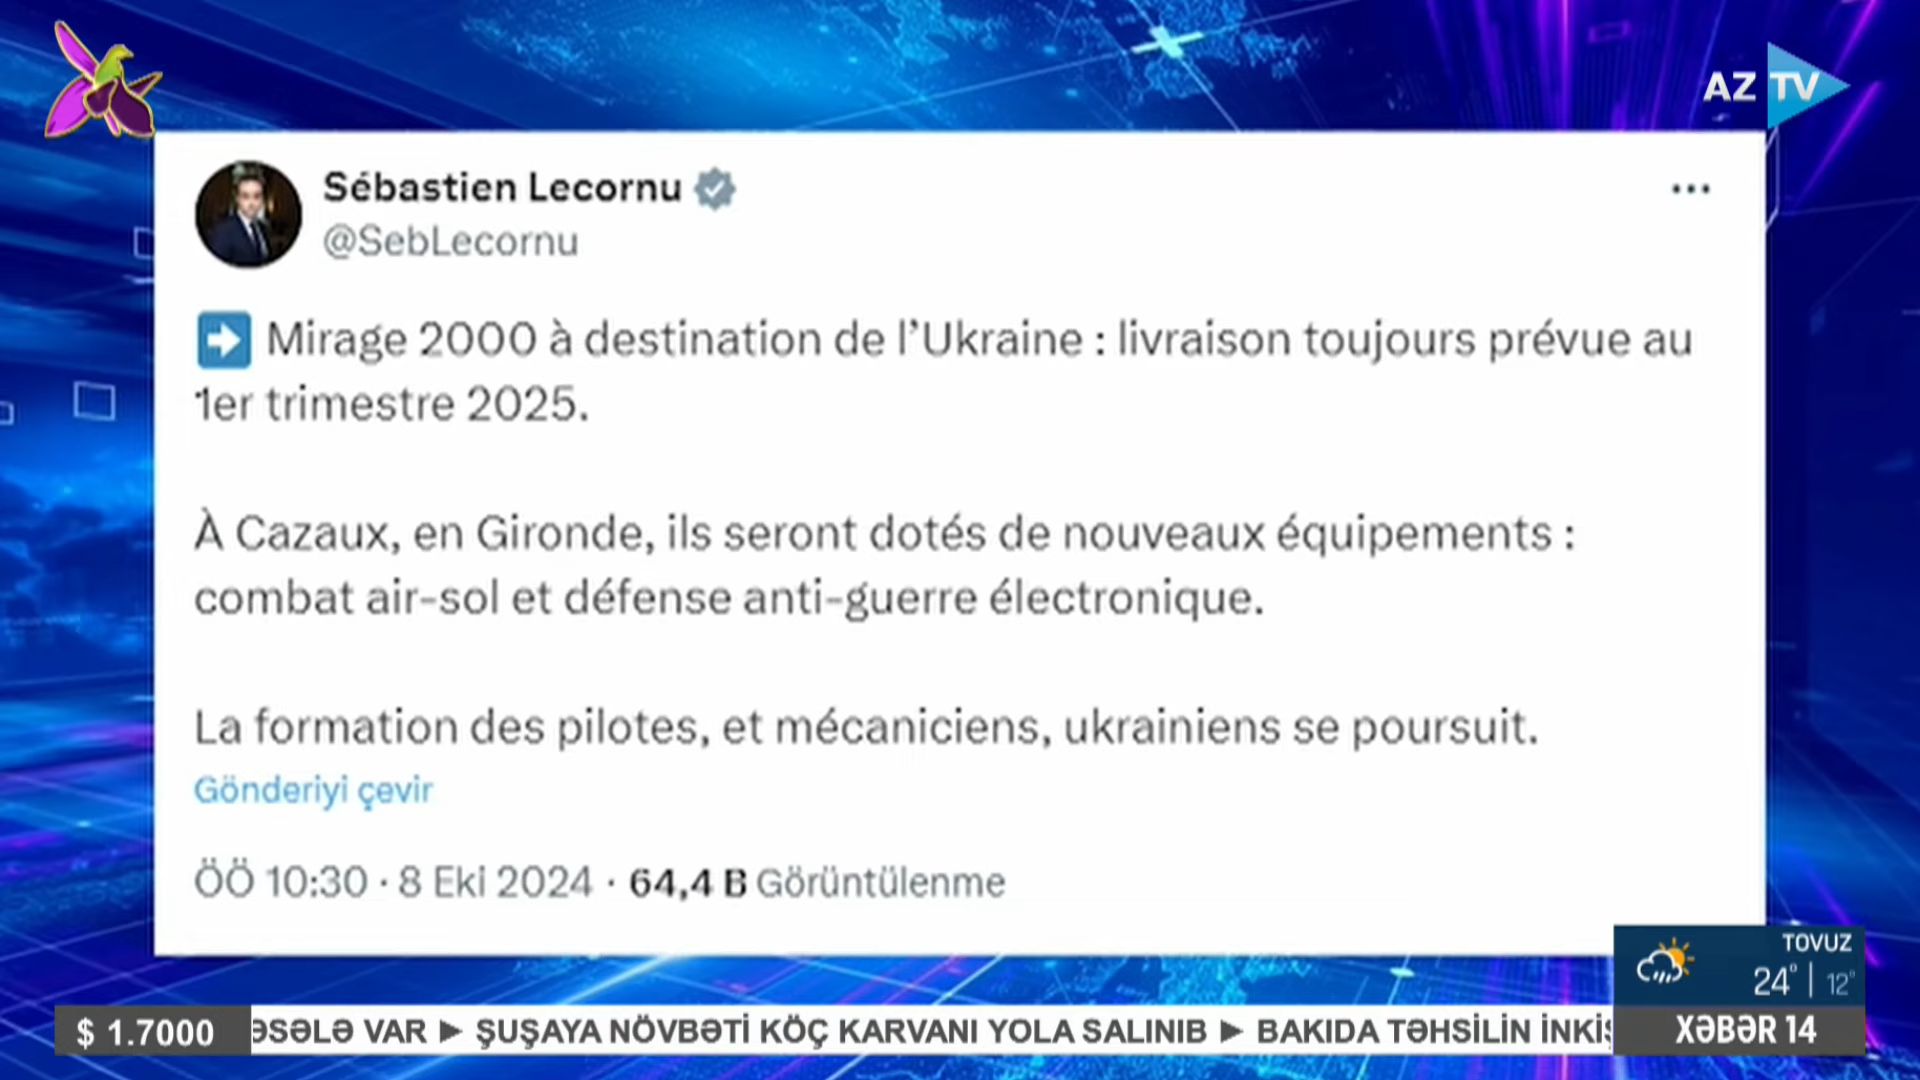 AZ TV
Sébastien Lecornu
@SebLecornu
Mirage 2000 à destination de l’Ukraine : livraison toujours prévue au
1er trimestre 2025.
À Cazaux, en Gironde, ils seront dotés de nouveaux équipements :
combat air-sol et défense anti-guerre électronique.
La formation des pilotes, et mécaniciens, ukrainiens se poursuit.
Gönderiyi çevir
ÖÖ 10:30 · 8 Eki 2024 · 64,4 B Görüntülenme
TOVUZ
24° | 12°
$ 1.7000
ƏSƏLƏ VAR ► ŞUŞAYA NÖVBƏTİ KÖÇ KARVANI YOLA SALINIB ► BAKIDA TƏHSİLİN İNKİŞ
XƏBƏR 14